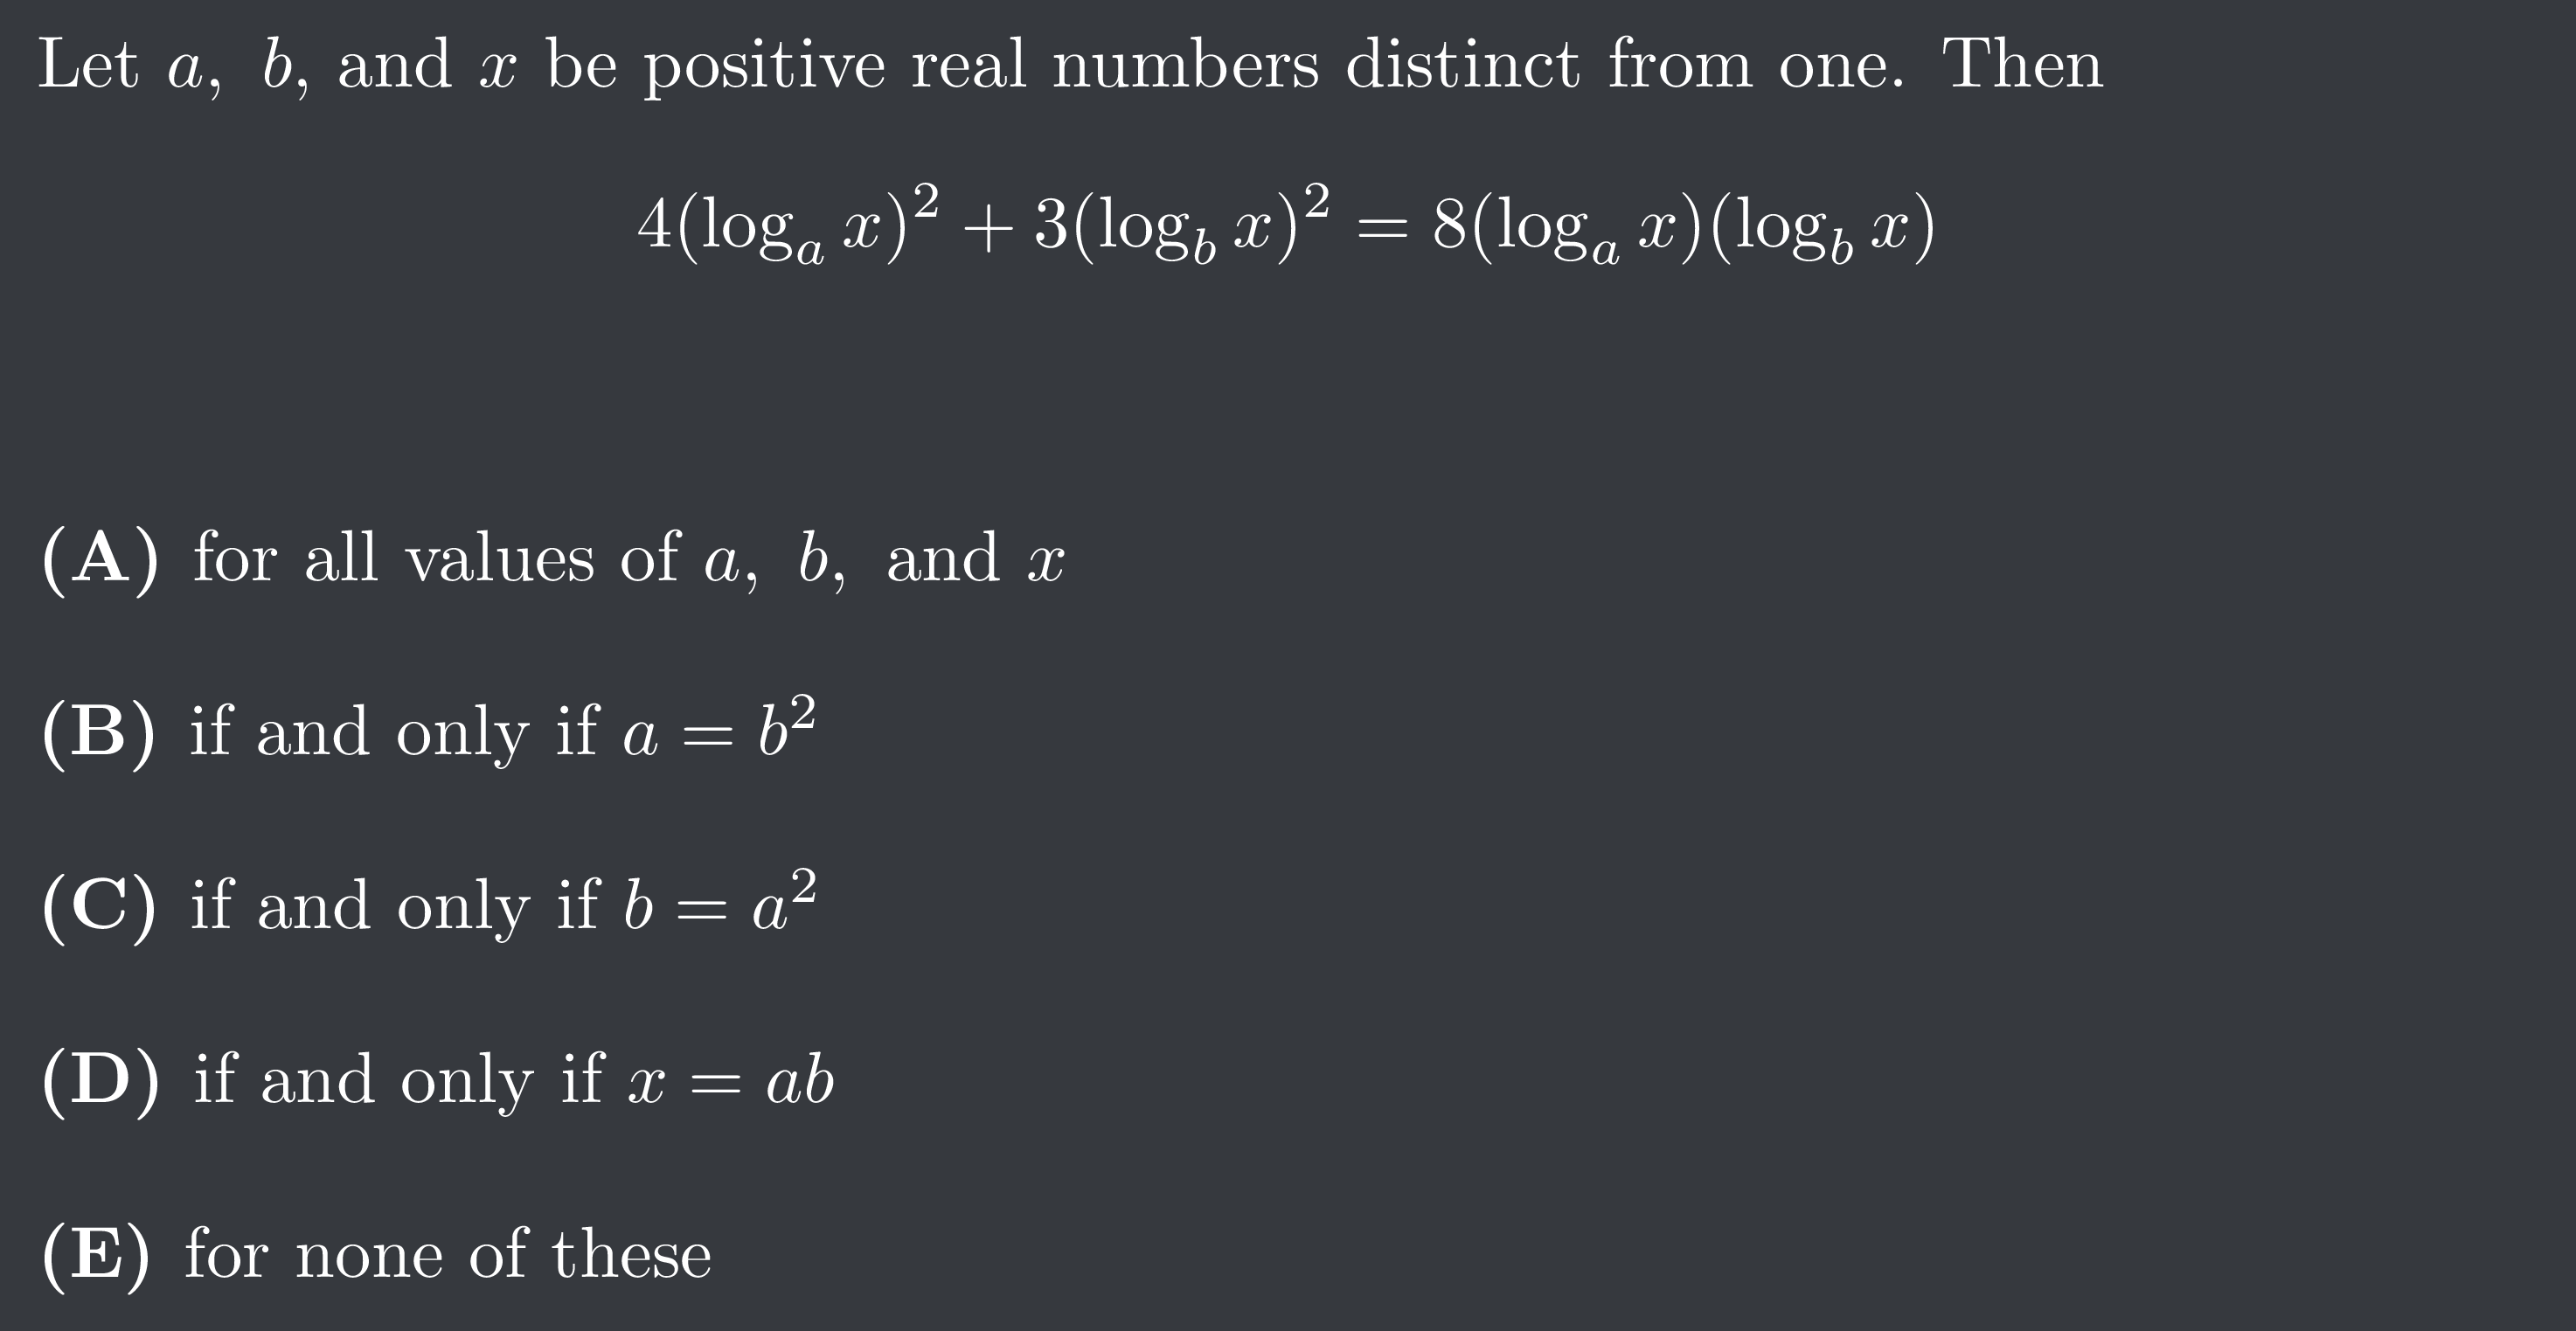 Let a, b, and x be positive real numbers distinct from one. Then
4(log_a x)^2 + 3(log_b x)^2 = 8(log_a x)(log_b x)
(A) for all values of a, b, and x
(B) if and only if a = b^2
(C) if and only if b = a^2
(D) if and only if x = ab
(E) for none of these